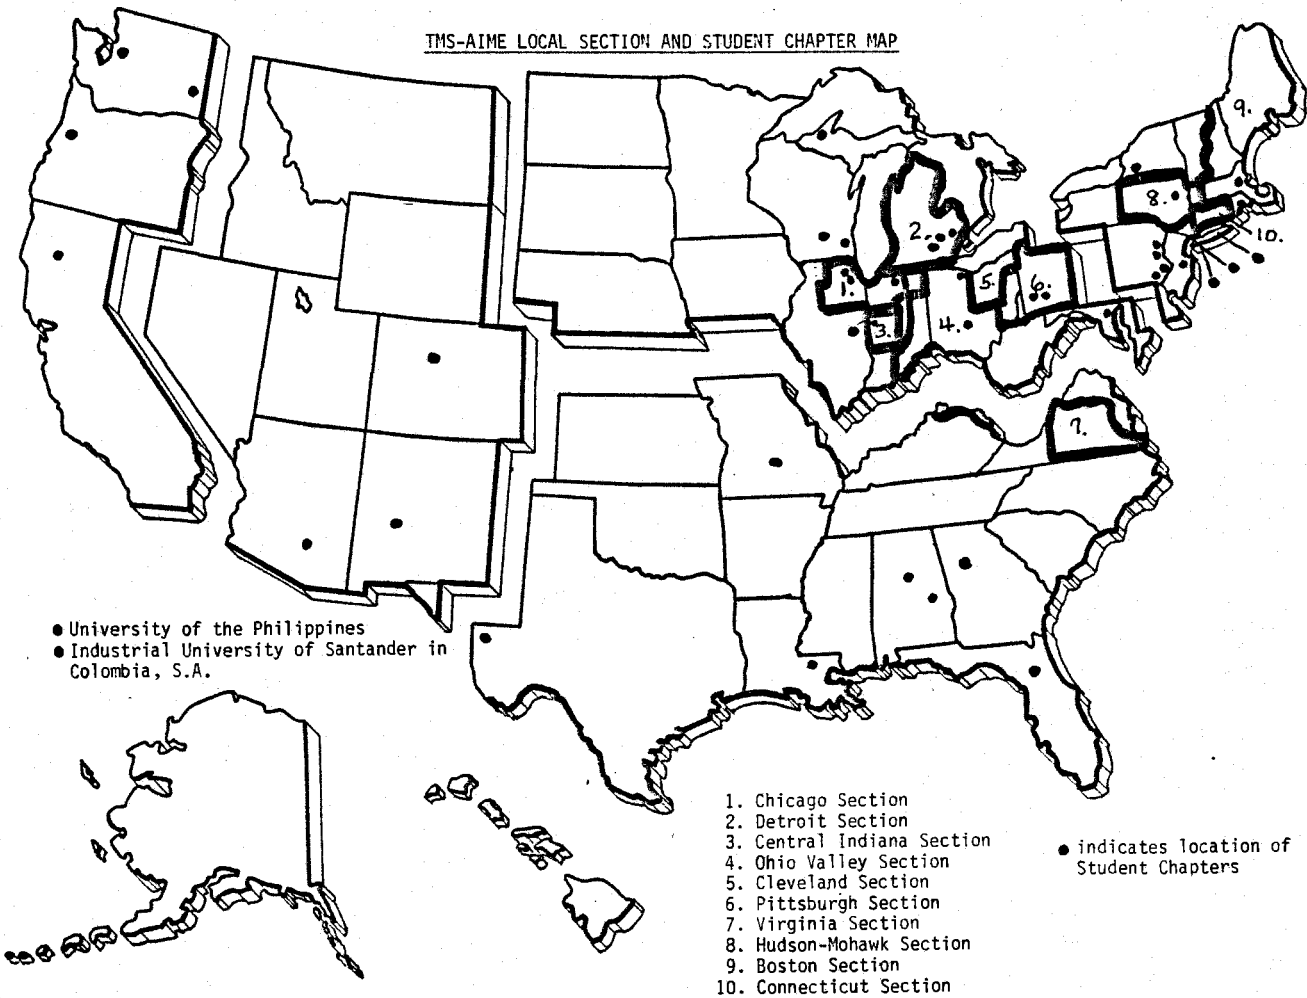 TMS-AIME LOCAL SECTION AND STUDENT CHAPTER MAP
9.
8.
10.
2.
1.
5.
6.
3.
4.
7.
University of the Philippines
Industrial University of Santander in
Colombia, S.A.
1. Chicago Section
2. Detroit Section
3. Central Indiana Section
4. Ohio Valley Section
5. Cleveland Section
6. Pittsburgh Section
7. Virginia Section
8. Hudson-Mohawk Section
9. Boston Section
10. Connecticut Section
indicates location of
Student Chapters